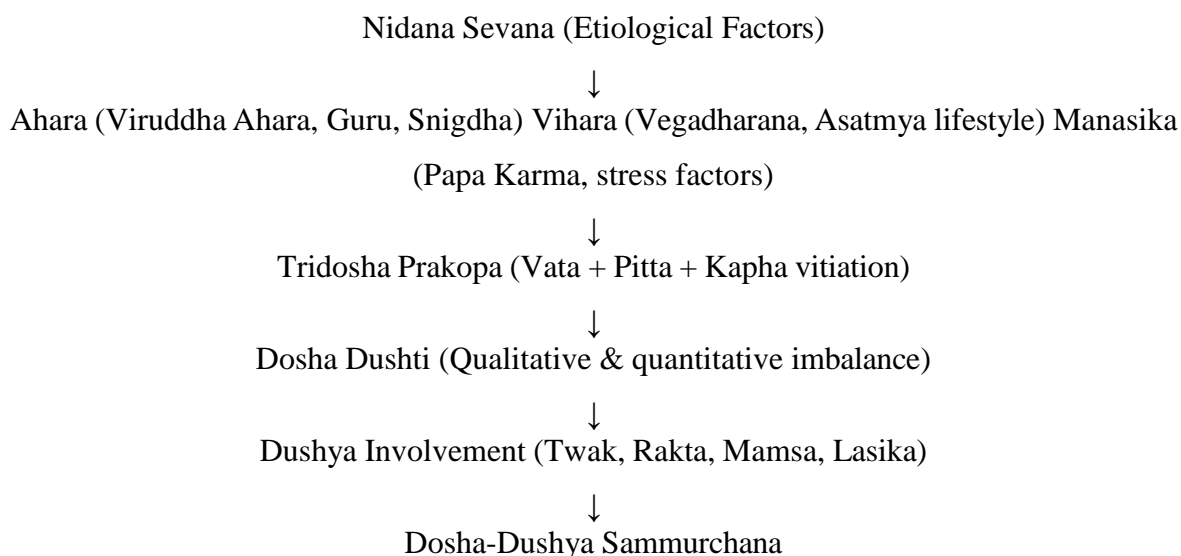 Nidana Sevana (Etiological Factors)
↓
Ahara (Viruddha Ahara, Guru, Snigdha) Vihara (Vegadharana, Asatmya lifestyle) Manasika
(Papa Karma, stress factors)
↓
Tridosha Prakopa (Vata + Pitta + Kapha vitiation)
↓
Dosha Dushti (Qualitative & quantitative imbalance)
↓
Dushya Involvement (Twak, Rakta, Mamsa, Lasika)
↓
Dosha-Dushya Sammurchana